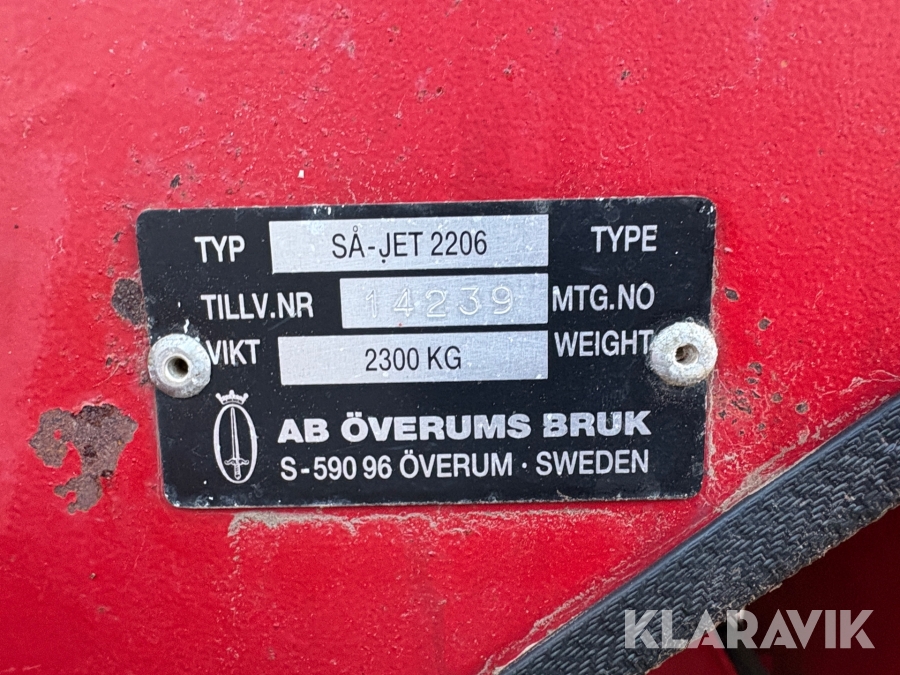 TYP SÅ-JET 2206 TYPE
TILLV.NR 14239 MTG.NO
VIKT 2300 KG WEIGHT
AB ÖVERUMS BRUK
S-590 96 ÖVERUM · SWEDEN
KLARAVIK